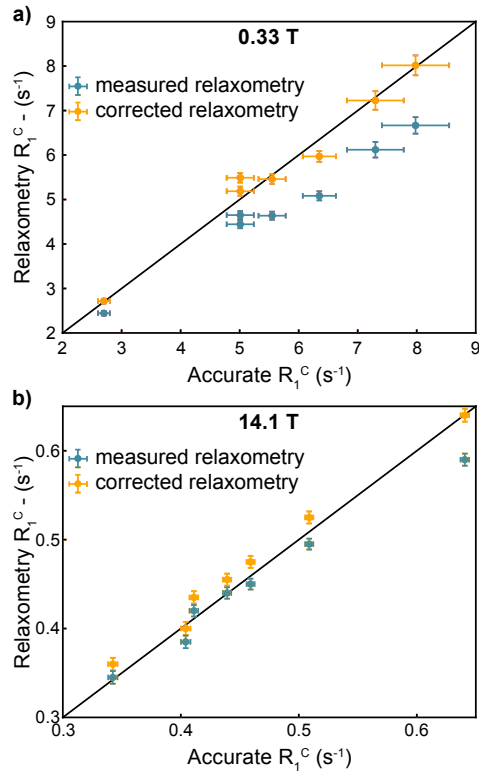 a)
0.33 T
measured relaxometry
corrected relaxometry
Relaxometry R₁ᶜ - (s⁻¹)
9
8
7
6
5
4
3
2
2 3 4 5 6 7 8 9
Accurate R₁ᶜ (s⁻¹)
b)
14.1 T
measured relaxometry
corrected relaxometry
Relaxometry R₁ᶜ - (s⁻¹)
0.6
0.5
0.4
0.3
0.3 0.4 0.5 0.6
Accurate R₁ᶜ (s⁻¹)